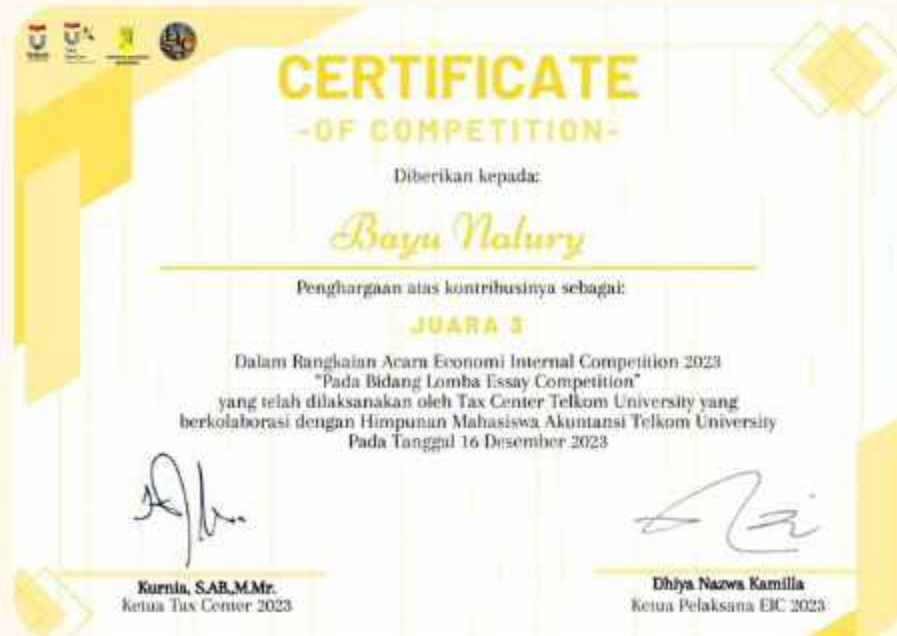 CERTIFICATE
-OF COMPETITION-
Diberikan kepada:
Bayu Nalury
Penghargaan atas kontribusinya sebagai:
JUARA 3
Dalam Rangkaian Acara Economi Internal Competition 2023
"Pada Bidang Lomba Essay Competition"
yang telah dilaksanakan oleh Tax Center Telkom University yang
berkolaborasi dengan Himpunan Mahasiswa Akuntansi Telkom University
Pada Tanggal 16 Desember 2023
Kurnia, S.AB.,M.Mr.
Ketua Tax Center 2023
Dhiya Nazwa Kamilla
Ketua Pelaksana EIC 2023